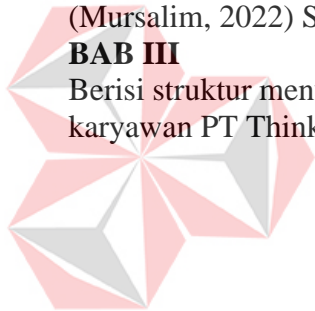 (Mursalim, 2022) S
BAB III
Berisi struktur men
karyawan PT Think